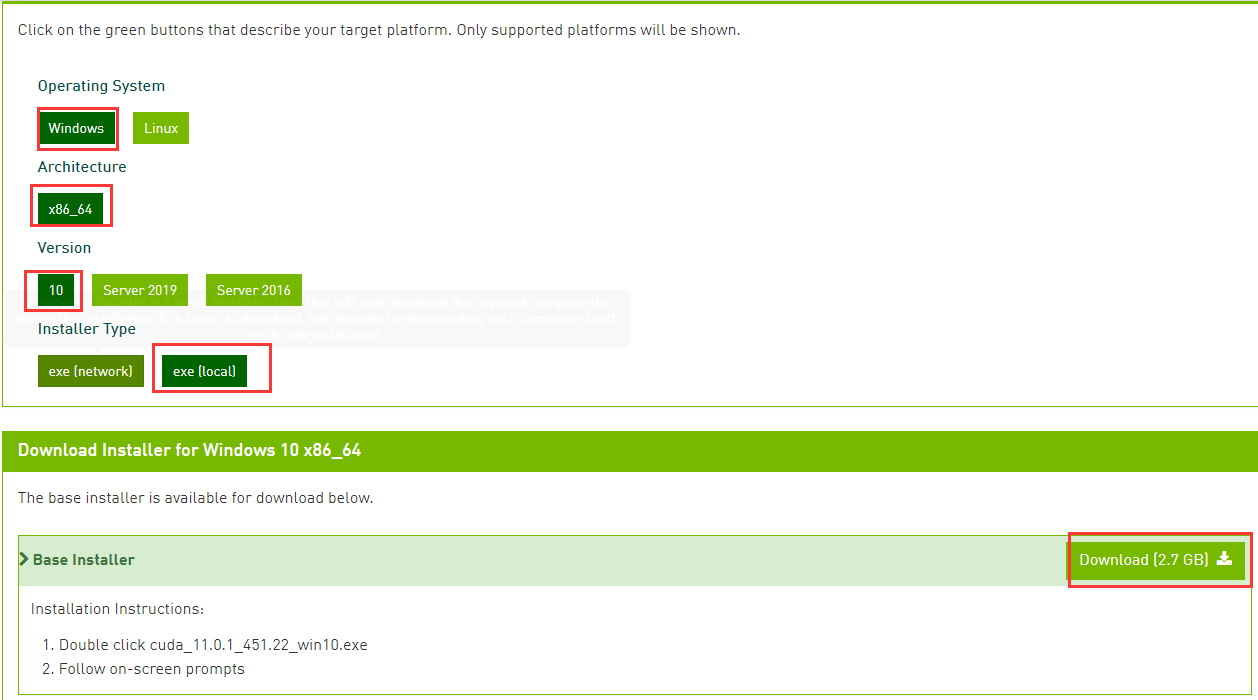 Click on the green buttons that describe your target platform. Only supported platforms will be shown.
Operating System
Windows
Linux
Architecture
x86_64
Version
10
Server 2019
Server 2016
that will only download the required components
during the installation. It is faster to download, but requires re-downloading each component with
each new installation.
Installer Type
exe (network)
exe (local)
Download Installer for Windows 10 x86_64
The base installer is available for download below.
Base Installer
Download (2.7 GB)
Installation Instructions:
1. Double click cuda_11.0.1_451.22_win10.exe
2. Follow on-screen prompts